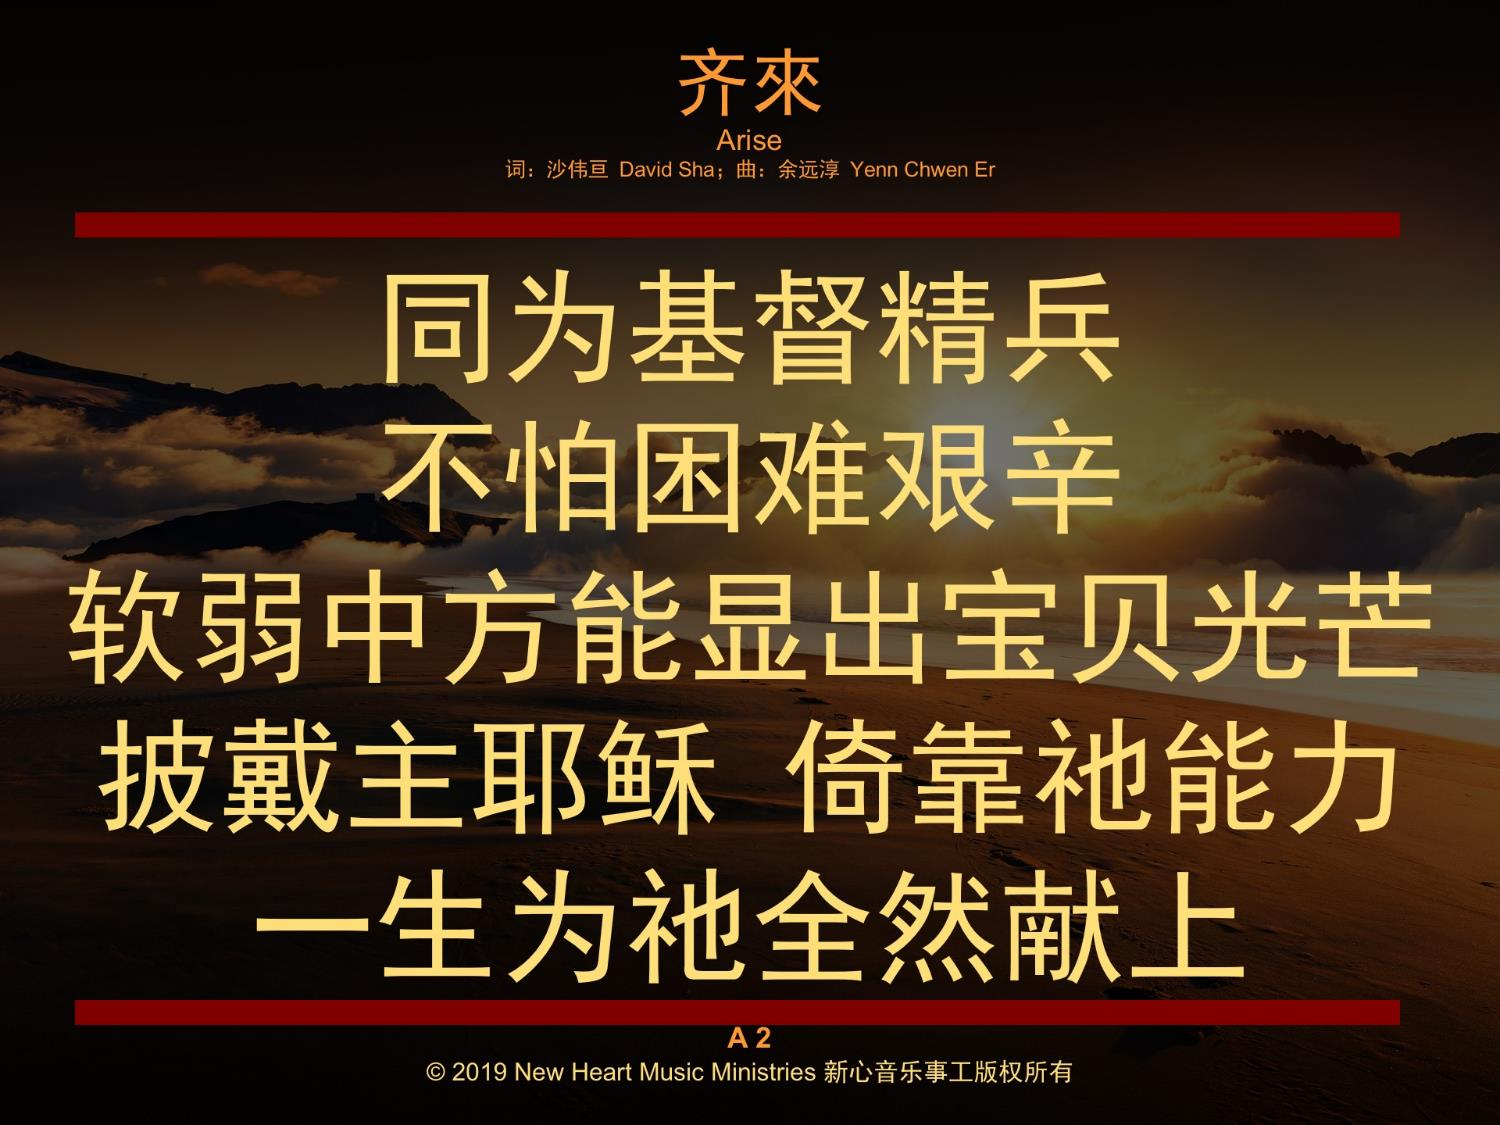 齐來
Arise
词：沙伟亘 David Sha；曲：余远淳 Yenn Chwen Er
同为基督精兵
不怕困难艰辛
软弱中方能显出宝贝光芒
披戴主耶稣 倚靠祂能力
一生为祂全然献上
A 2
© 2019 New Heart Music Ministries 新心音乐事工版权所有